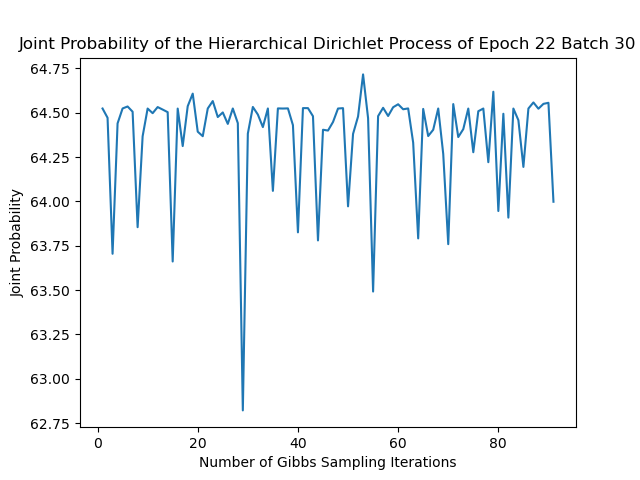 Joint Probability of the Hierarchical Dirichlet Process of Epoch 22 Batch 30
64.75
64.50
64.25
64.00
63.75
63.50
63.25
63.00
62.75
Joint Probability
0 20 40 60 80
Number of Gibbs Sampling Iterations